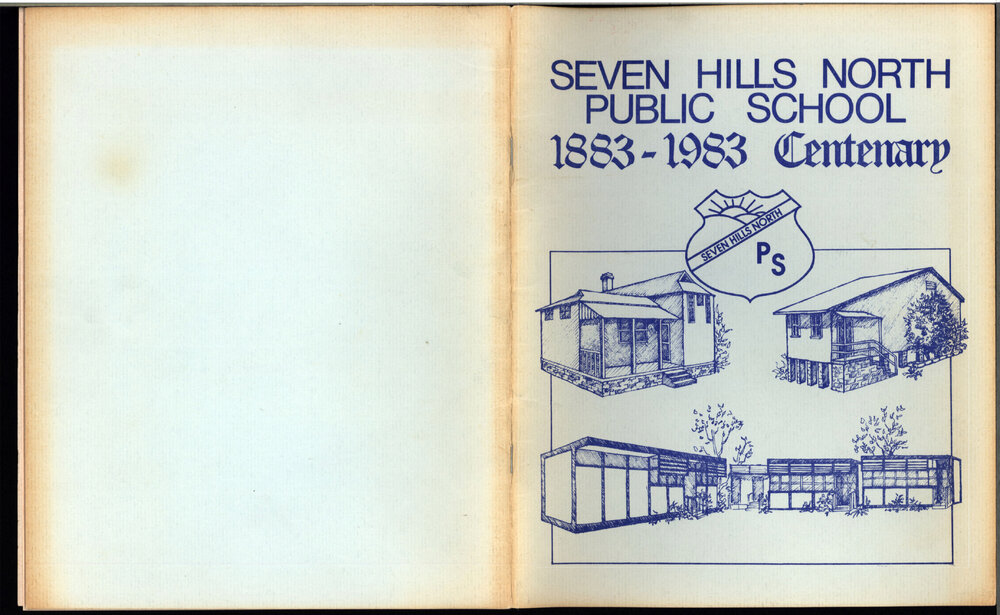 SEVEN HILLS NORTH
PUBLIC SCHOOL
1883-1983 Centenary
SEVEN HILLS NORTH
PS